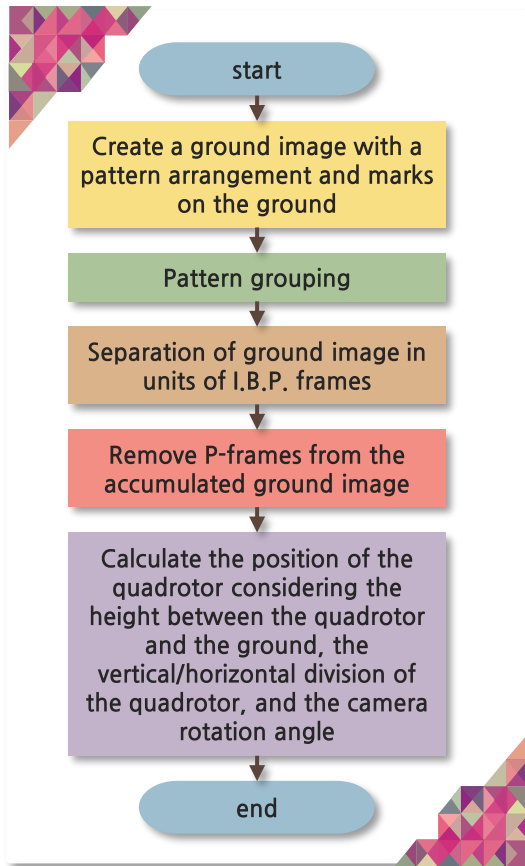 start
Create a ground image with a
pattern arrangement and marks
on the ground
Pattern grouping
Separation of ground image in
units of I.B.P. frames
Remove P-frames from the
accumulated ground image
Calculate the position of the
quadrotor considering the
height between the quadrotor
and the ground, the
vertical/horizontal division of
the quadrotor, and the camera
rotation angle
end